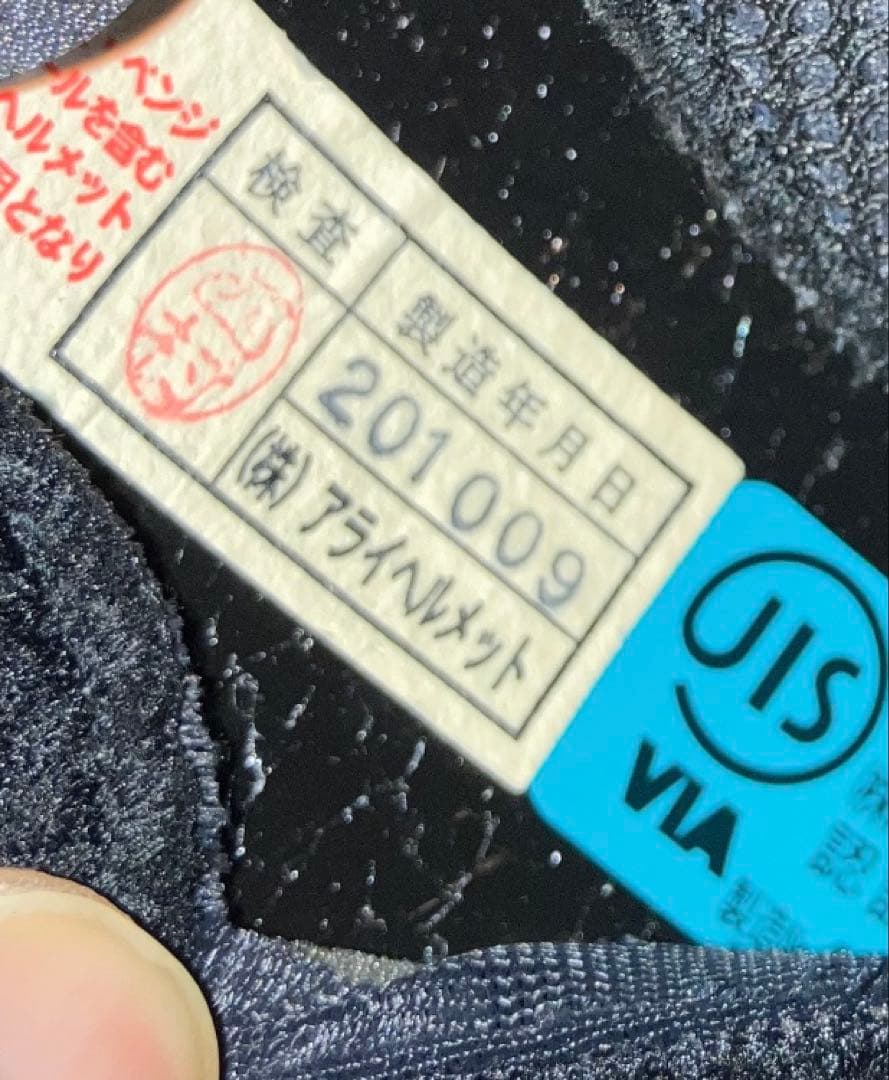 ベンジ
ルを含む
ヘルメット
目となり
検査
製造年月日
201009
(株)アライヘルメット
JIS
VIA